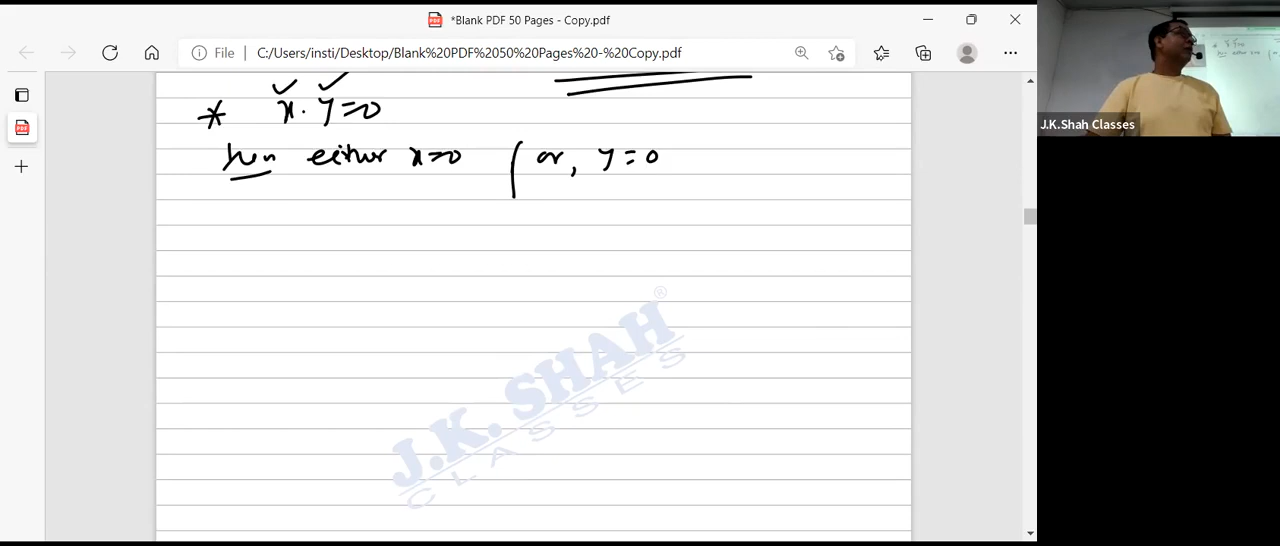 *Blank PDF 50 Pages - Copy.pdf
File C:/Users/insti/Desktop/Blank%20PDF%2050%20Pages%20-%20Copy.pdf
* x . y = 0
then either x = 0 or, y = 0
J.K. SHAH ®
CLASSES
J.K.Shah Classes